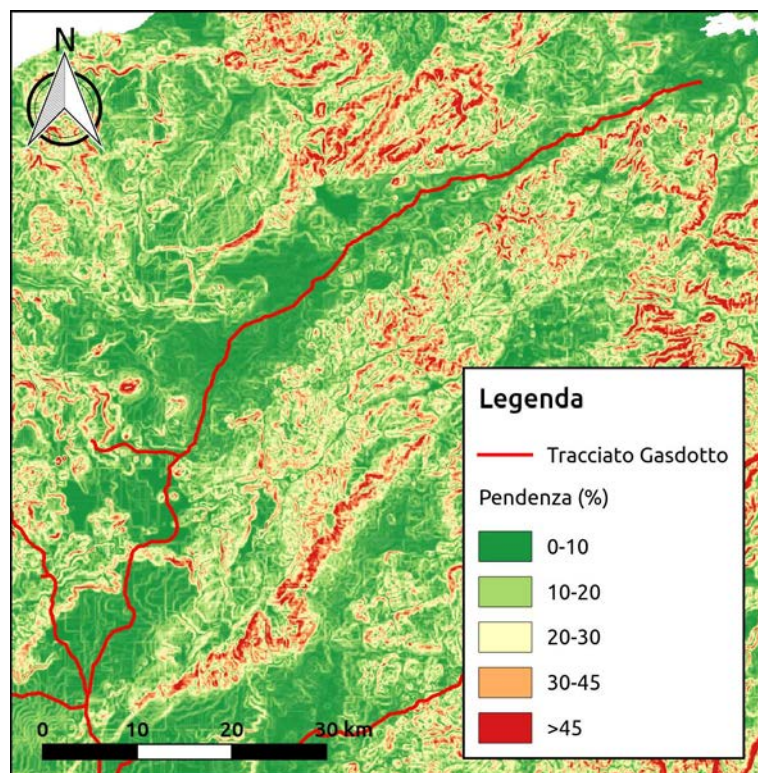 N
Legenda
Tracciato Gasdotto
Pendenza (%)
0-10
10-20
20-30
30-45
>45
0 10 20 30 km